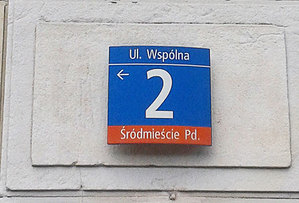 Ul. Wspólna
← 2
Śródmieście Pd.